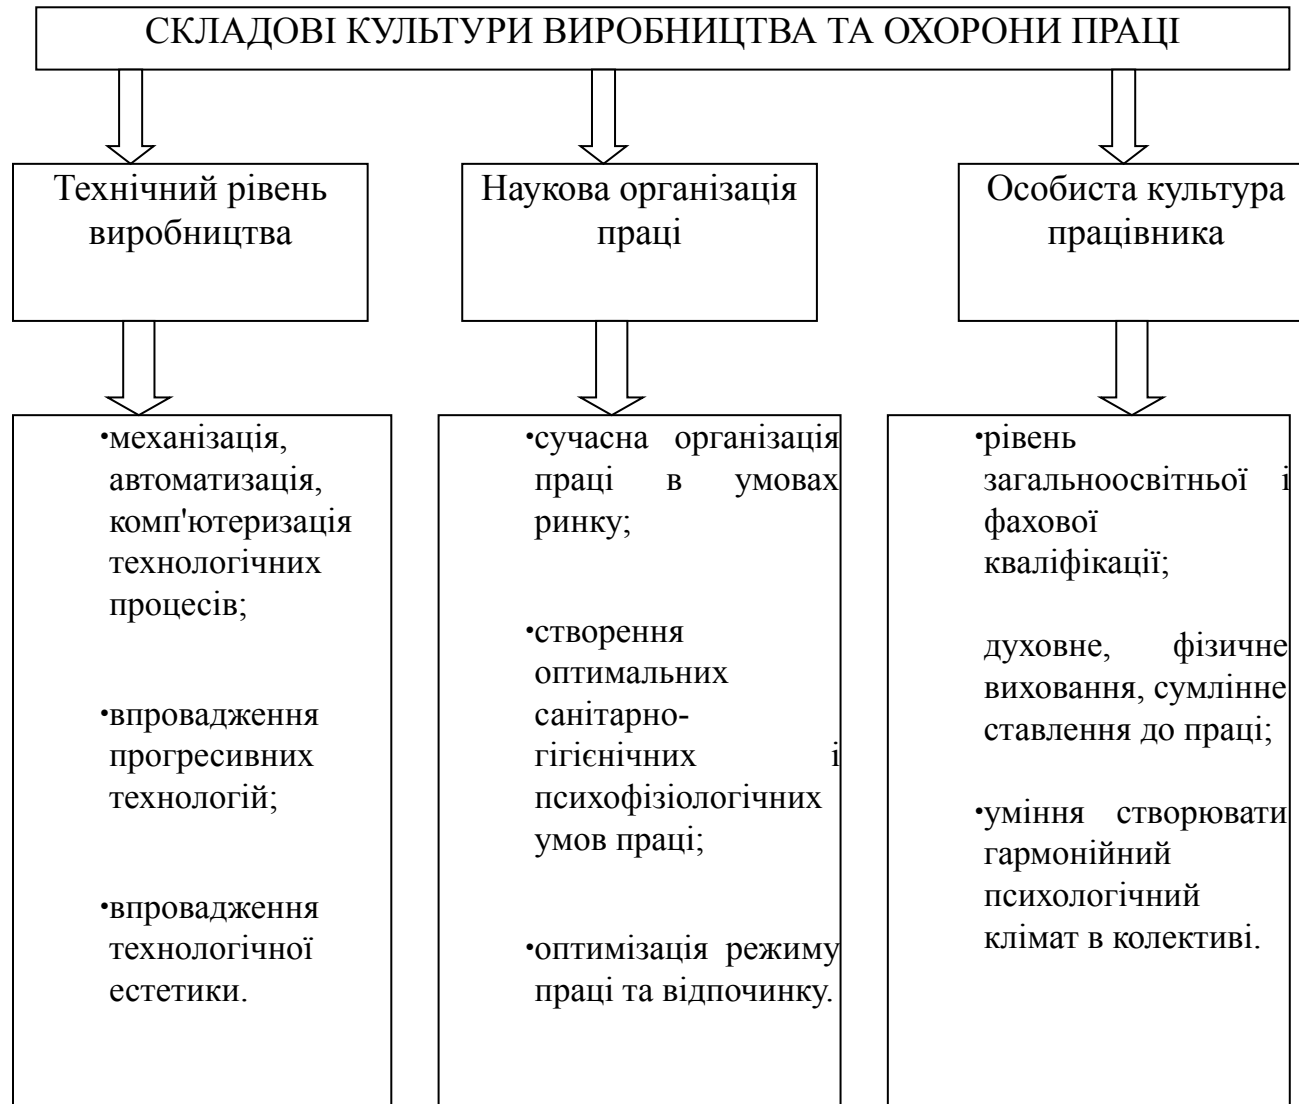 СКЛАДОВІ КУЛЬТУРИ ВИРОБНИЦТВА ТА ОХОРОНИ ПРАЦІ
Технічний рівень
виробництва
Наукова організація
праці
Особиста культура
працівника
•механізація,
автоматизація,
комп'ютеризація
технологічних
процесів;
•впровадження
прогресивних
технологій;
•впровадження
технологічної
естетики.
•сучасна організація
праці в умовах
ринку;
•створення
оптимальних
санітарно-
гігієнічних і
психофізіологічних
умов праці;
•оптимізація режиму
праці та відпочинку.
•рівень
загальноосвітньої і
фахової
кваліфікації;
духовне, фізичне
виховання, сумлінне
ставлення до праці;
•уміння створювати
гармонійний
психологічний
клімат в колективі.